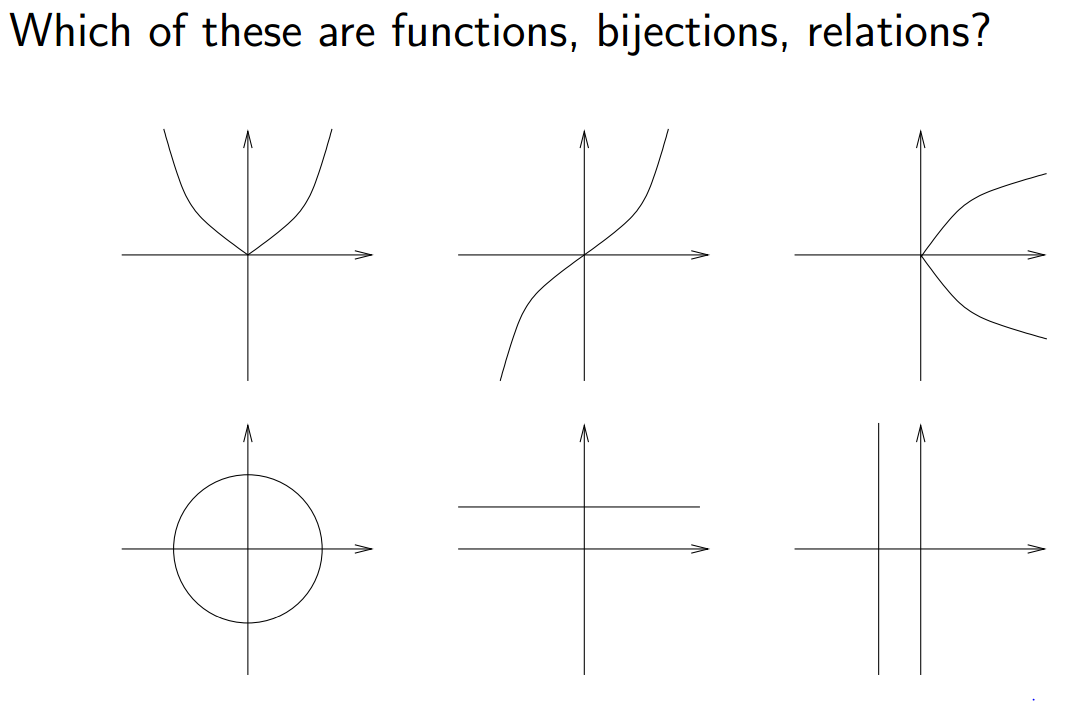 Which of these are functions, bijections, relations?